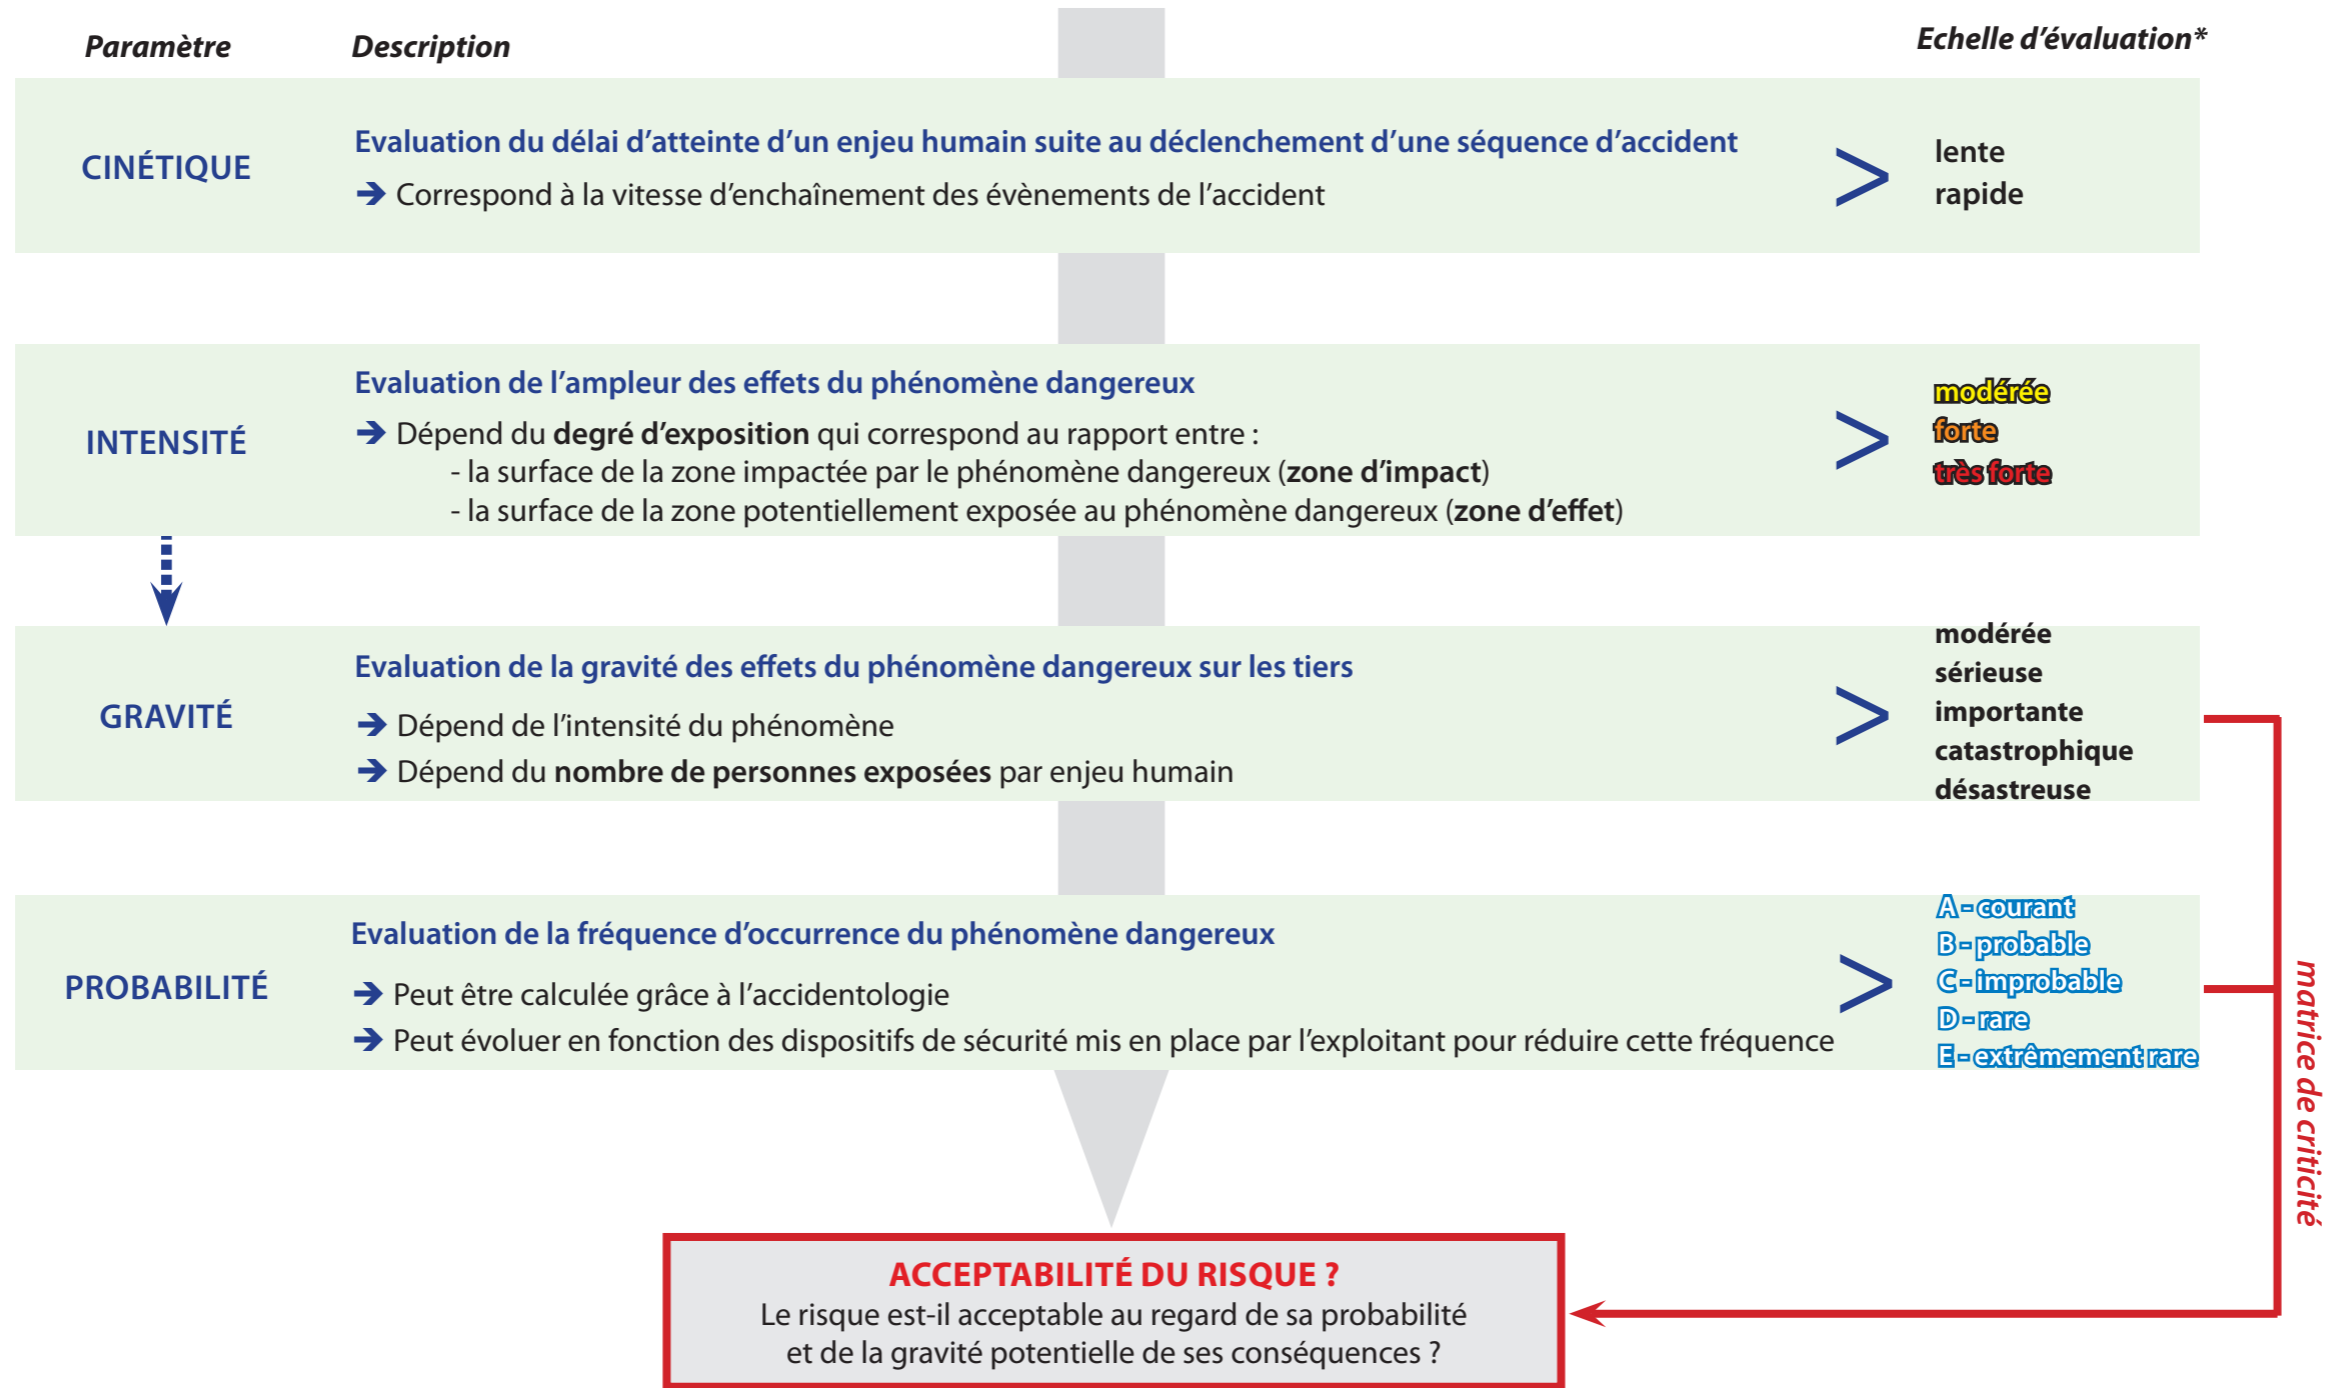 Paramètre Description Echelle d’évaluation*
CINÉTIQUE
Evaluation du délai d’atteinte d’un enjeu humain suite au déclenchement d’une séquence d’accident
➔ Correspond à la vitesse d’enchaînement des évènements de l’accident
>
lente
rapide
INTENSITÉ
Evaluation de l’ampleur des effets du phénomène dangereux
➔ Dépend du degré d’exposition qui correspond au rapport entre :
- la surface de la zone impactée par le phénomène dangereux (zone d’impact)
- la surface de la zone potentiellement exposée au phénomène dangereux (zone d’effet)
>
modérée
forte
très forte
GRAVITÉ
Evaluation de la gravité des effets du phénomène dangereux sur les tiers
➔ Dépend de l’intensité du phénomène
➔ Dépend du nombre de personnes exposées par enjeu humain
>
modérée
sérieuse
importante
catastrophique
désastreuse
PROBABILITÉ
Evaluation de la fréquence d’occurrence du phénomène dangereux
➔ Peut être calculée grâce à l’accidentologie
➔ Peut évoluer en fonction des dispositifs de sécurité mis en place par l’exploitant pour réduire cette fréquence
>
A - courant
B - probable
C - improbable
D - rare
E - extrêmement rare
matrice de criticité
ACCEPTABILITÉ DU RISQUE ?
Le risque est-il acceptable au regard de sa probabilité
et de la gravité potentielle de ses conséquences ?